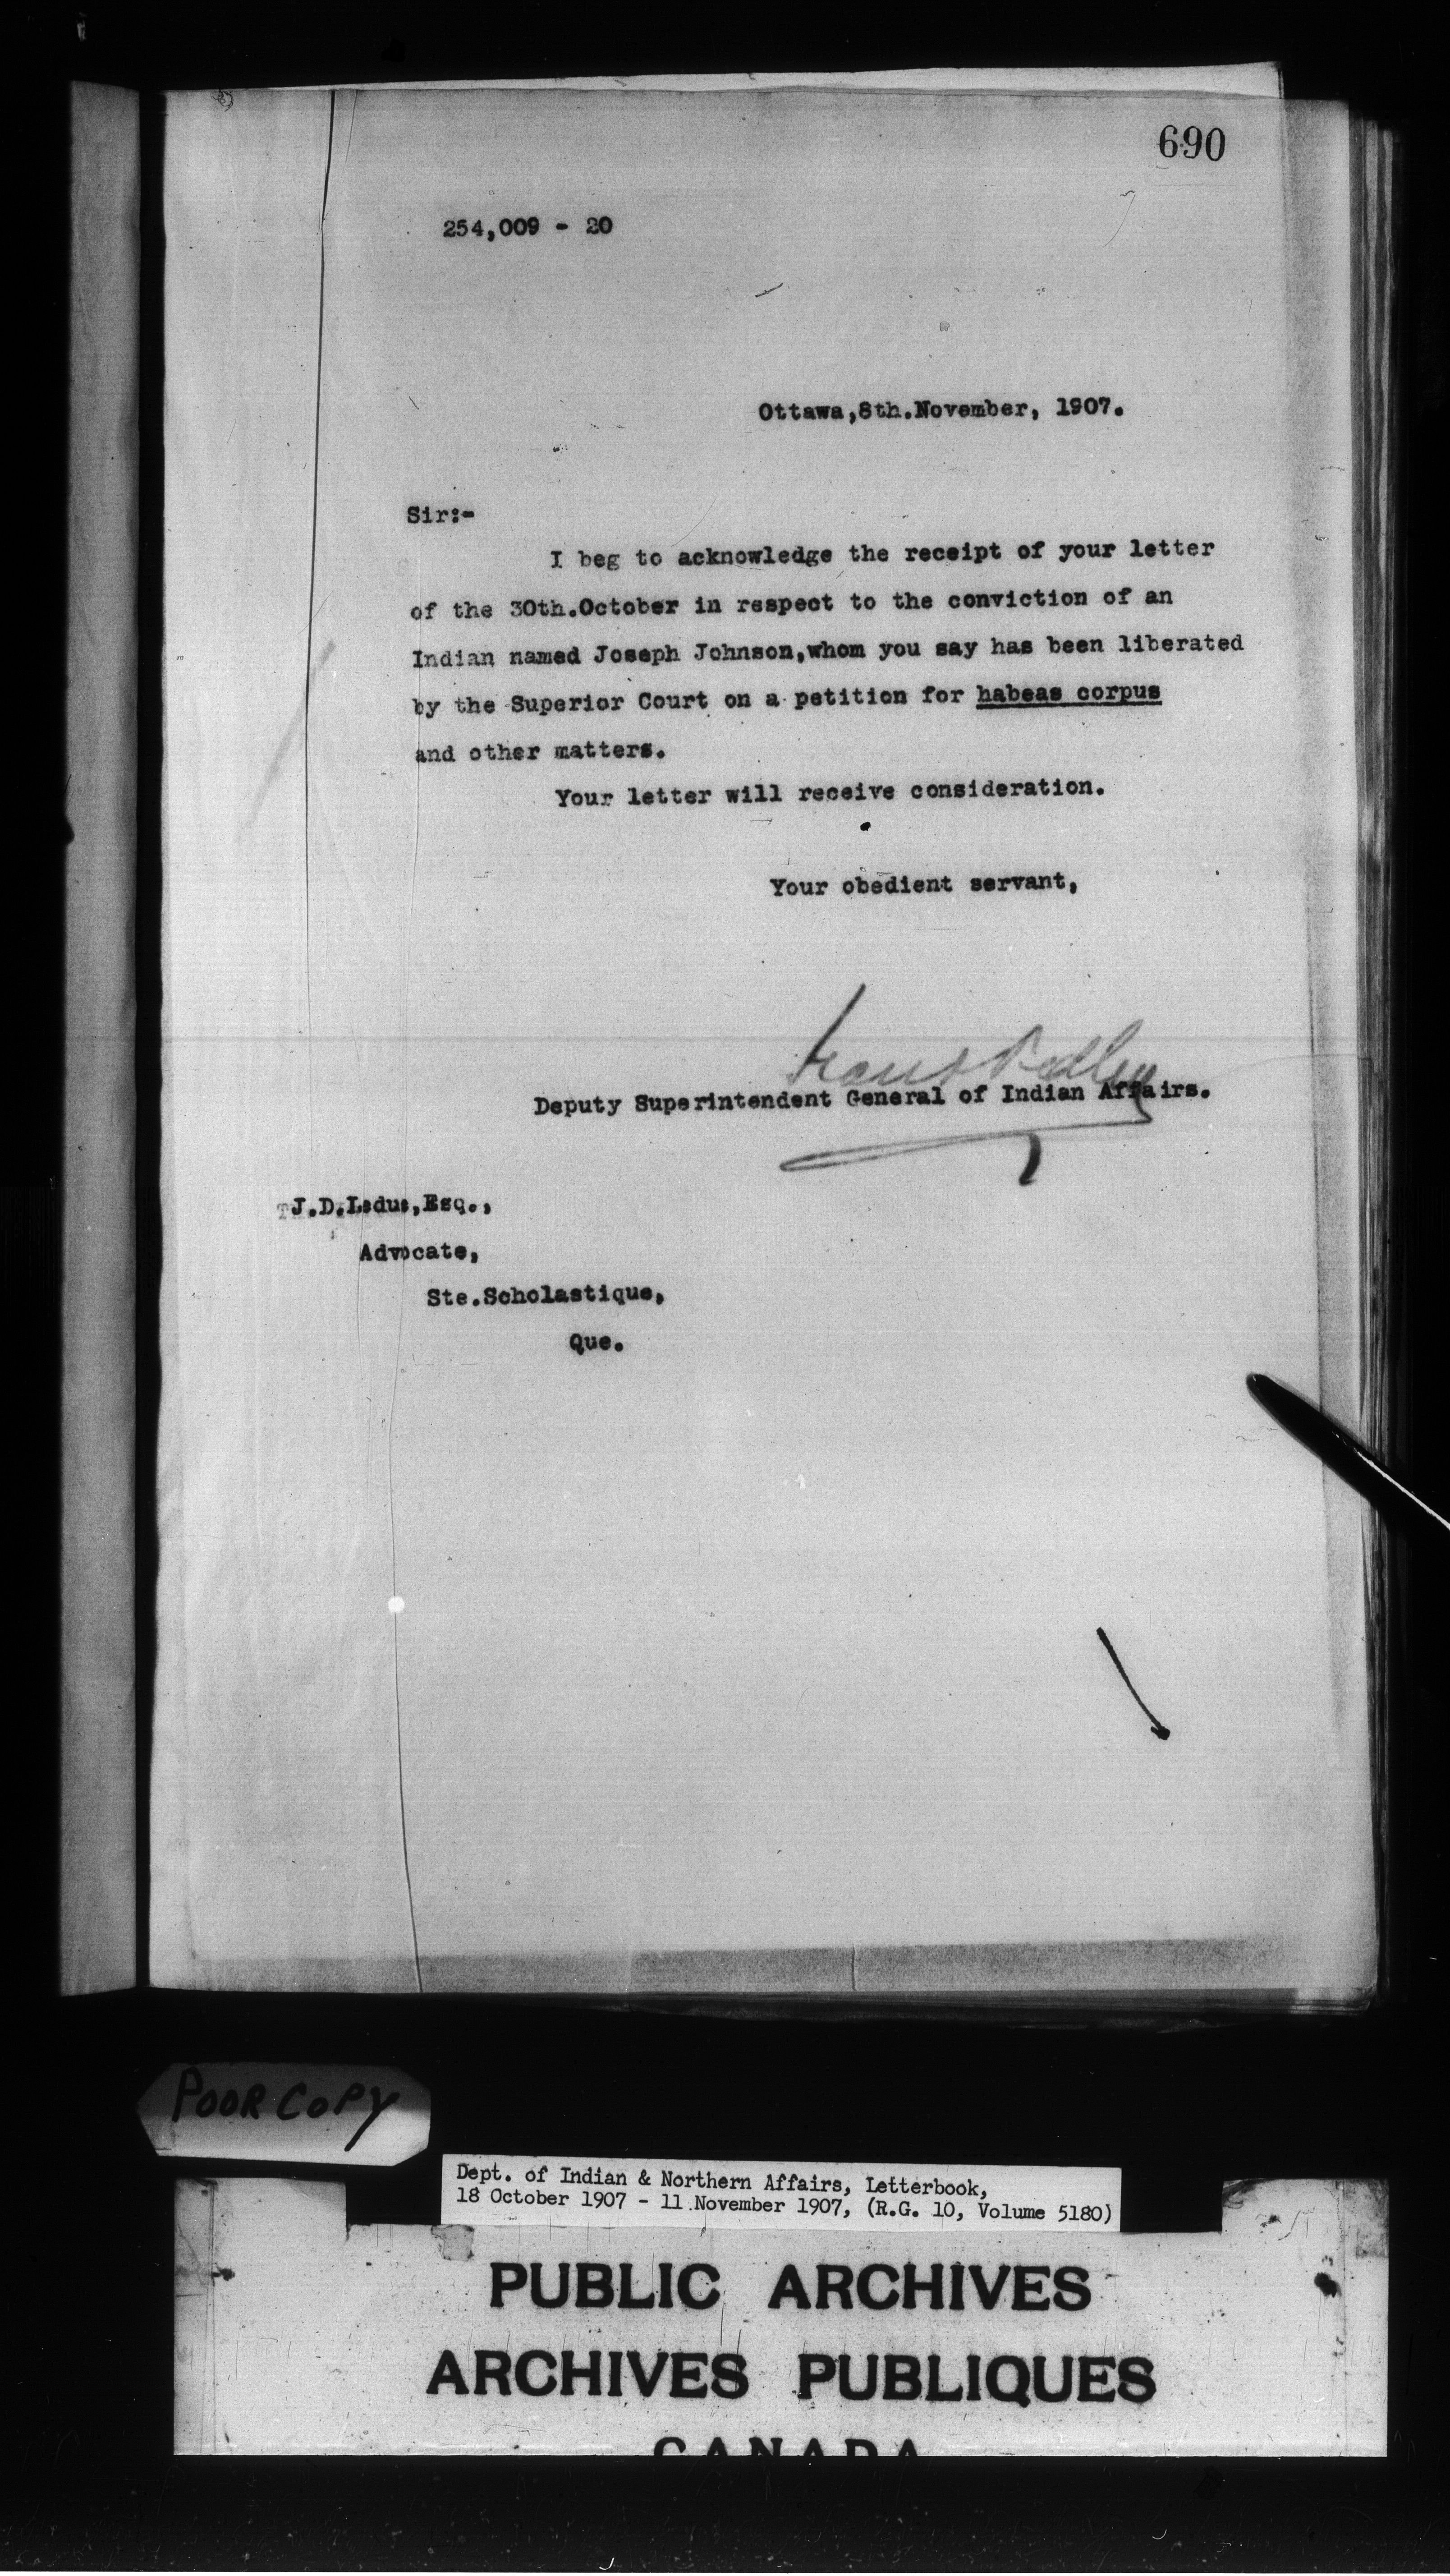 690
254,009 - 20
Ottawa,8th.November, 1907.
Sir:-
I beg to acknowledge the receipt of your letter
of the 30th.October in respect to the conviction of an
Indian named Joseph Johnson,whom you say has been liberated
by the Superior Court on a petition for habeas corpus
and other matters.
Your letter will receive consideration.
Your obedient servant,
Frank Pedley
Deputy Superintendent General of Indian Affairs.
J.D.Leduc,Esq.,
Advocate,
Ste.Scholastique,
Que.
POOR COPY
Dept. of Indian & Northern Affairs, Letterbook,
18 October 1907 - 11 November 1907, (R.G. 10, Volume 5180)
PUBLIC ARCHIVES
ARCHIVES PUBLIQUES
CANADA